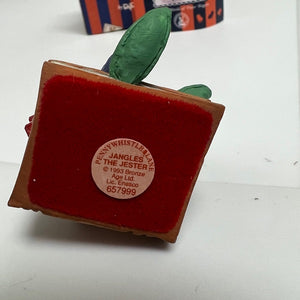 PENNYWHISTLE LANE
JANGLES
THE JESTER
© 1993 Bronze
Age Ltd.
Lic. Enesco
657999